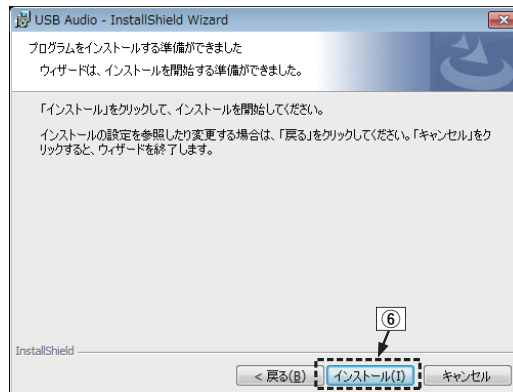 USB Audio - InstallShield Wizard
プログラムをインストールする準備ができました
ウィザードは、インストールを開始する準備ができました。
「インストール」をクリックして、インストールを開始してください。
インストールの設定を参照したり変更する場合は、「戻る」をクリックしてください。「キャンセル」をク
リックすると、ウィザードを終了します。
⑥
InstallShield
< 戻る(B)
インストール(I)
キャンセル